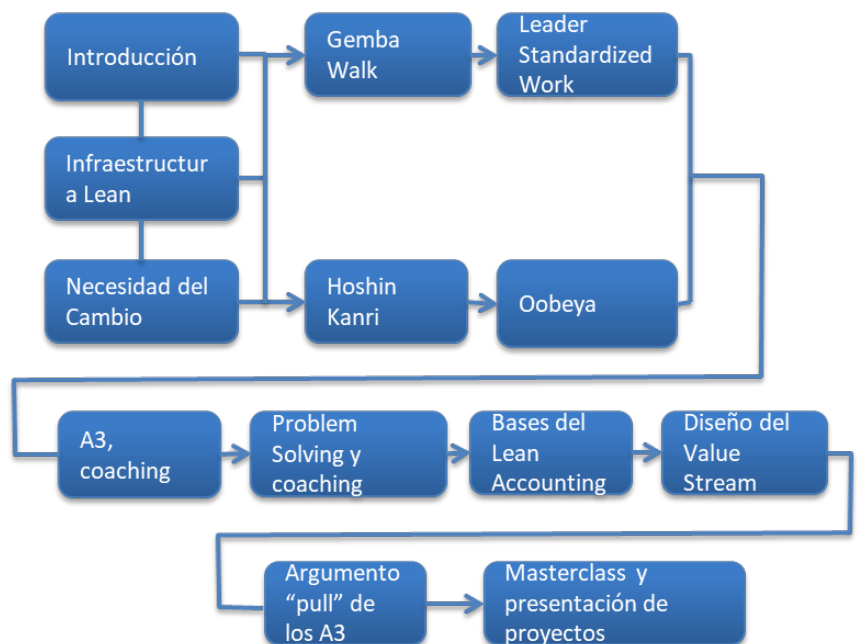 Introducción
Gemba
Walk
Leader
Standardized
Work
Infraestructur
a Lean
Necesidad del
Cambio
Hoshin
Kanri
Oobeya
A3,
coaching
Problem
Solving y
coaching
Bases del
Lean
Accounting
Diseño del
Value
Stream
Argumento
“pull” de
los A3
Masterclass y
presentación de
proyectos